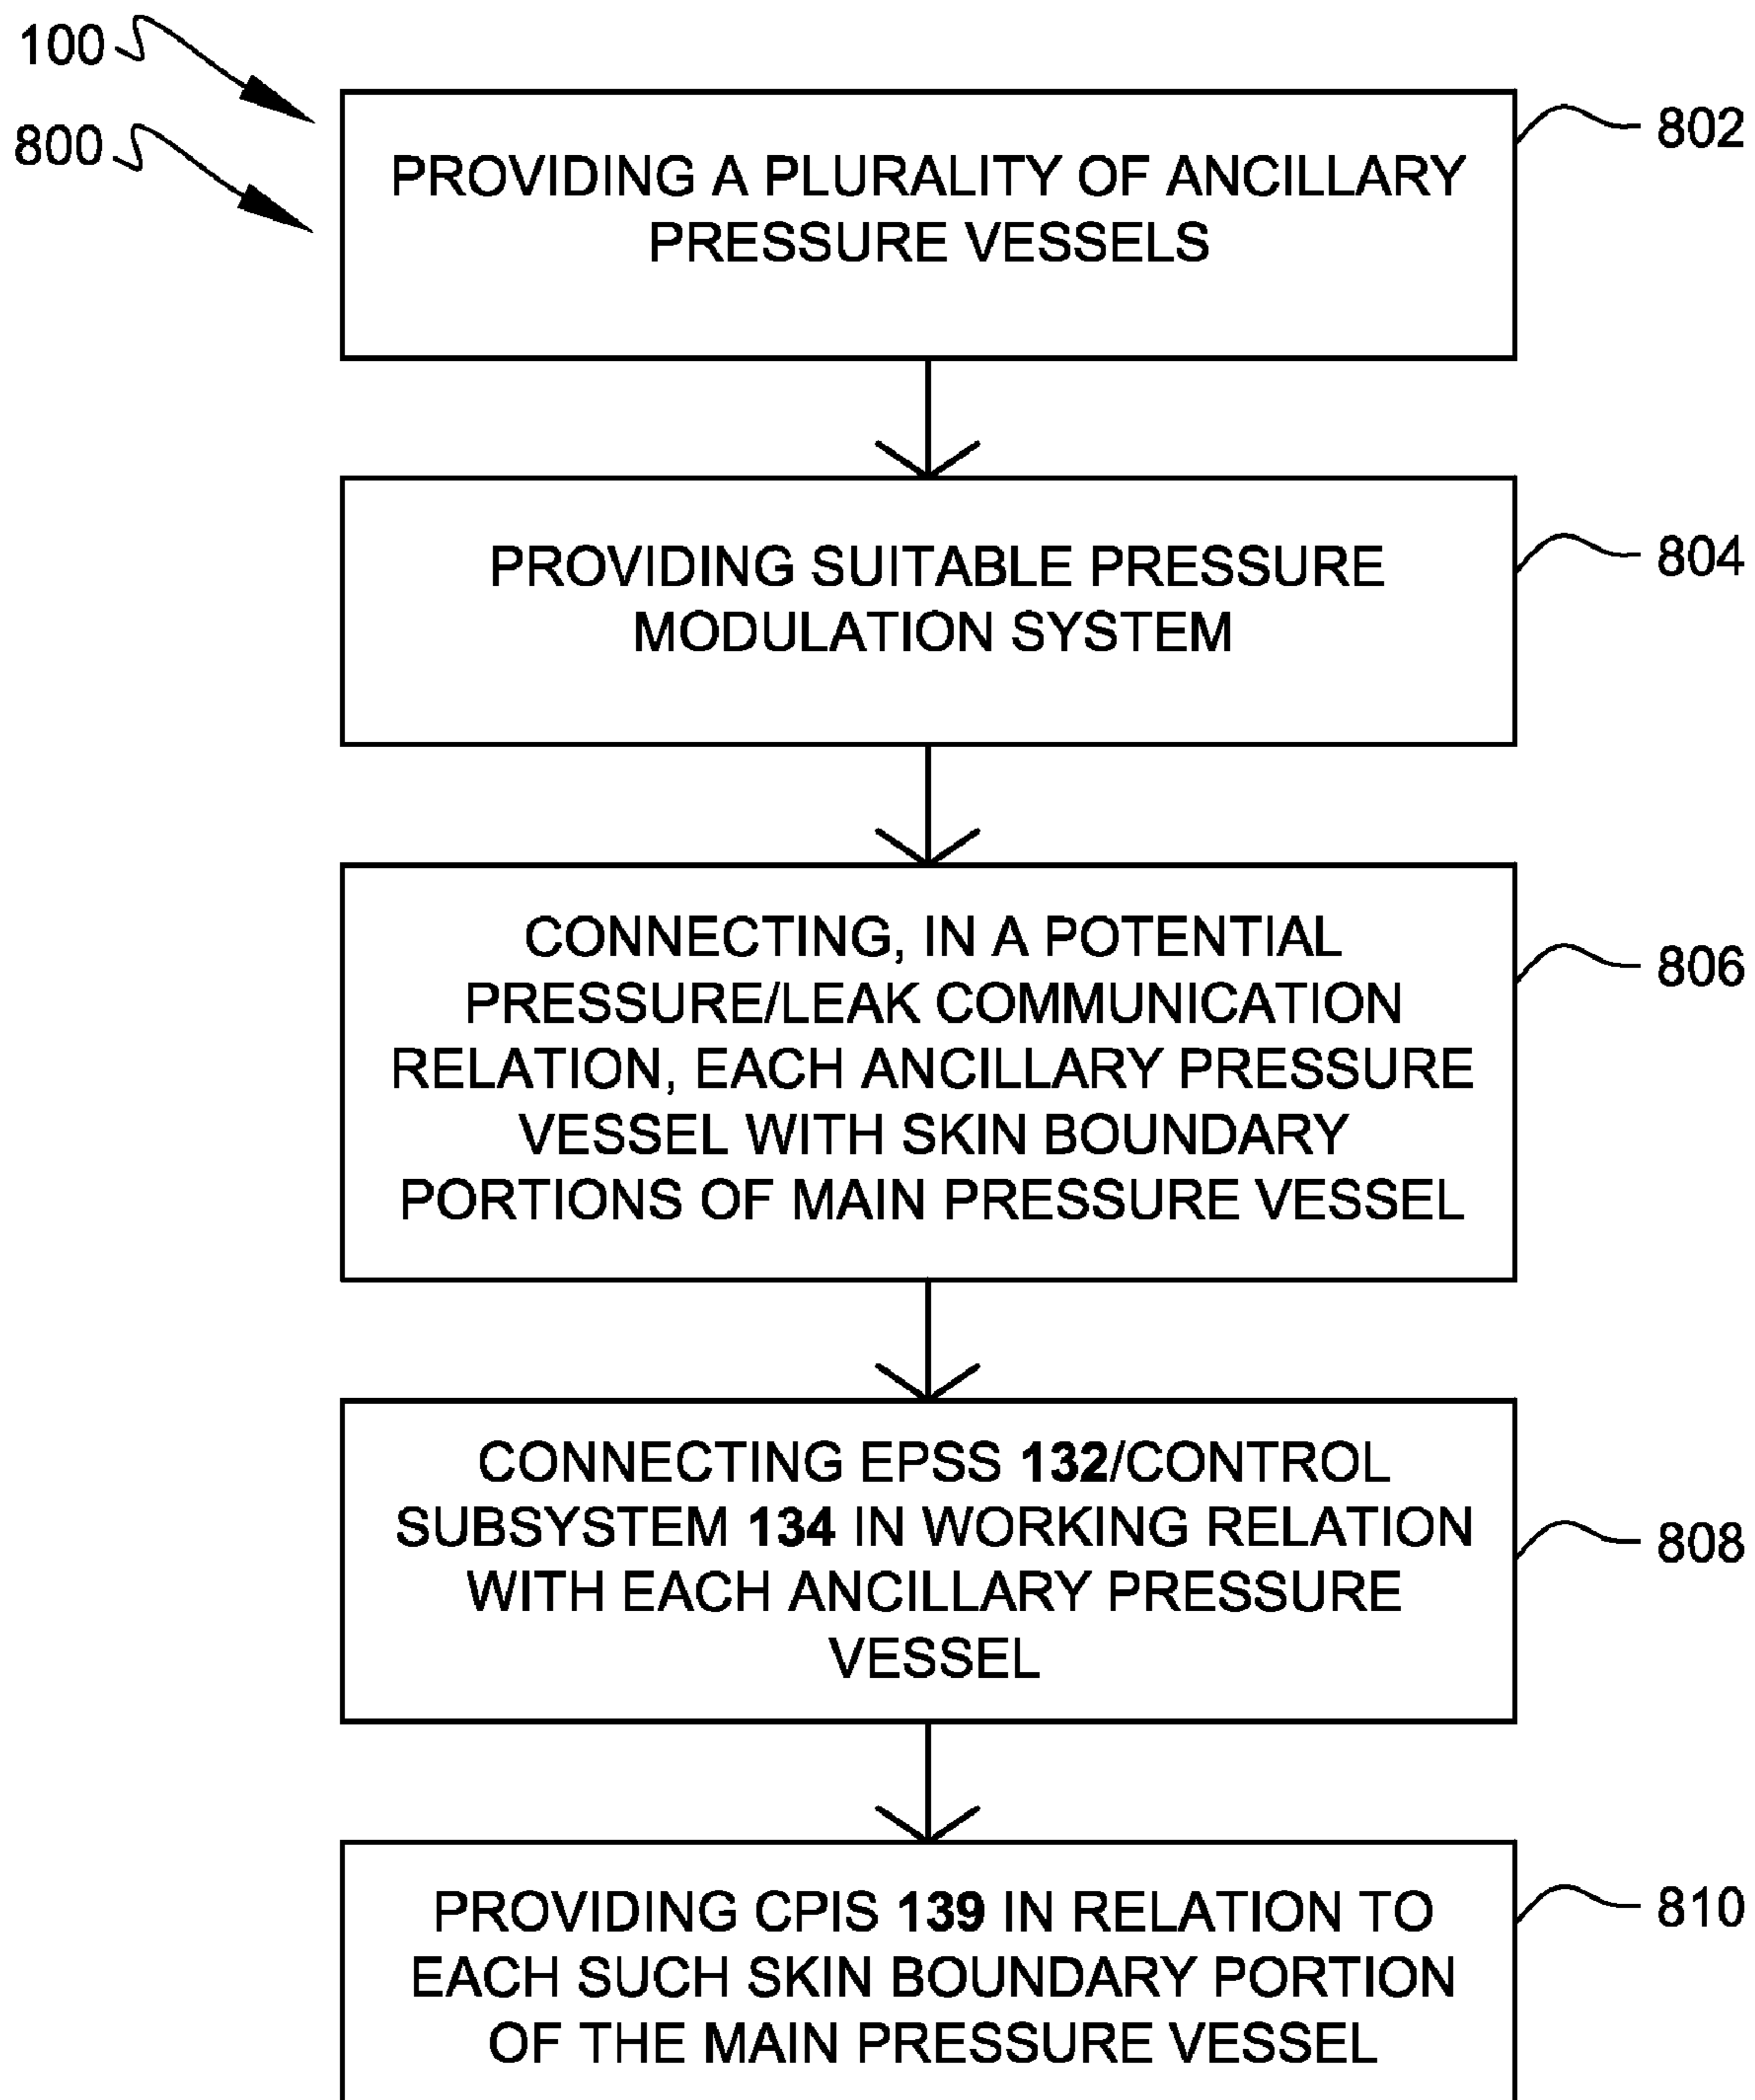 100
800
802
PROVIDING A PLURALITY OF ANCILLARY
PRESSURE VESSELS
804
PROVIDING SUITABLE PRESSURE
MODULATION SYSTEM
806
CONNECTING, IN A POTENTIAL
PRESSURE/LEAK COMMUNICATION
RELATION, EACH ANCILLARY PRESSURE
VESSEL WITH SKIN BOUNDARY
PORTIONS OF MAIN PRESSURE VESSEL
808
CONNECTING EPSS 132/CONTROL
SUBSYSTEM 134 IN WORKING RELATION
WITH EACH ANCILLARY PRESSURE
VESSEL
810
PROVIDING CPIS 139 IN RELATION TO
EACH SUCH SKIN BOUNDARY PORTION
OF THE MAIN PRESSURE VESSEL